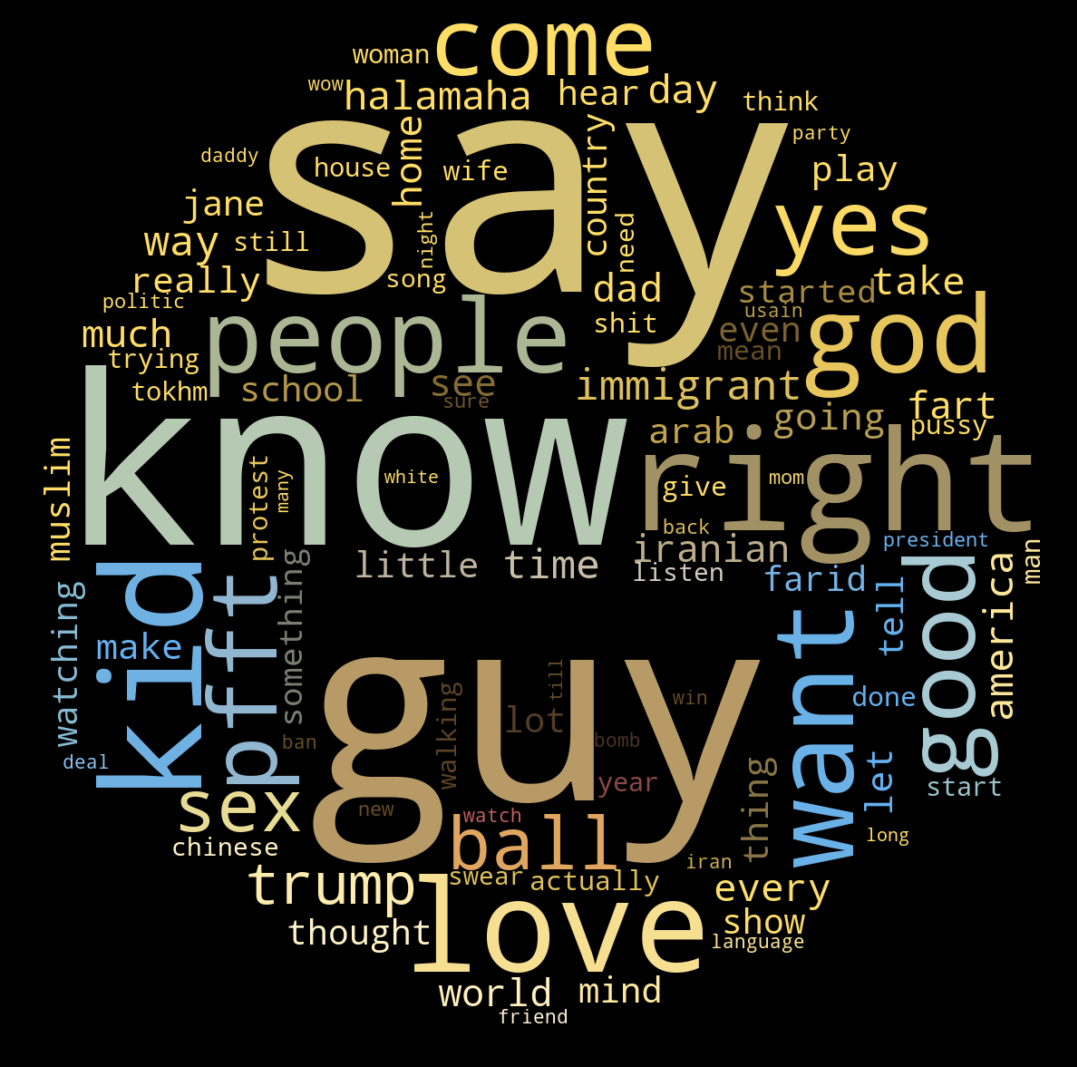 come
woman
wow
halamaha
hear
day
think
say
party
daddy
house
home
wife
country
play
jane
night
need
yes
way
still
really
song
dad
started
take
politic
shit
usain
even
mean
god
much
people
trying
tokhm
school
see
sure
immigrant
fart
pussy
know
arab
going
right
muslim
protest
many
white
give
mom
back
iranian
president
little
time
listen
farid
man
kid
pfft
something
want
tell
good
america
watching
make
guy
walking
till
lot
win
done
deal
ban
bomb
year
thing
let
start
new
sex
watch
ball
chinese
iran
long
trump
swear
actually
every
love
thought
show
language
world
mind
friend